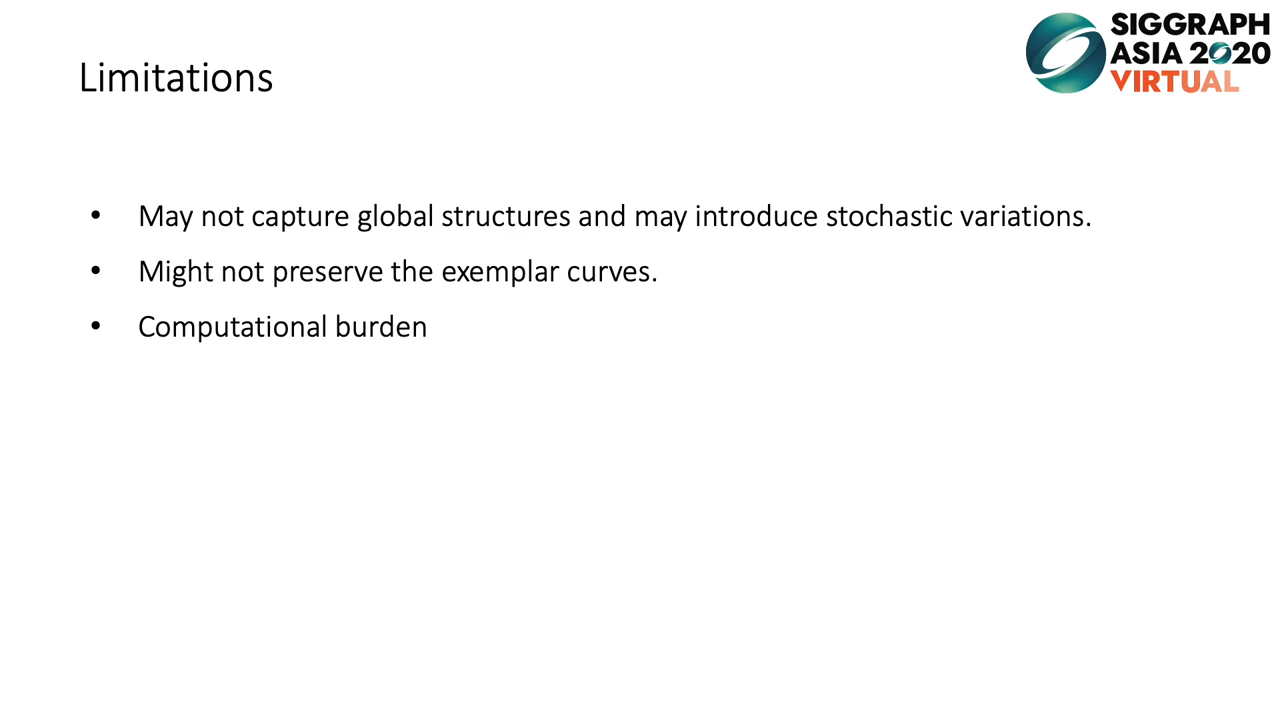 SIGGRAPH
ASIA 2020
VIRTUAL
Limitations
• May not capture global structures and may introduce stochastic variations.
• Might not preserve the exemplar curves.
• Computational burden